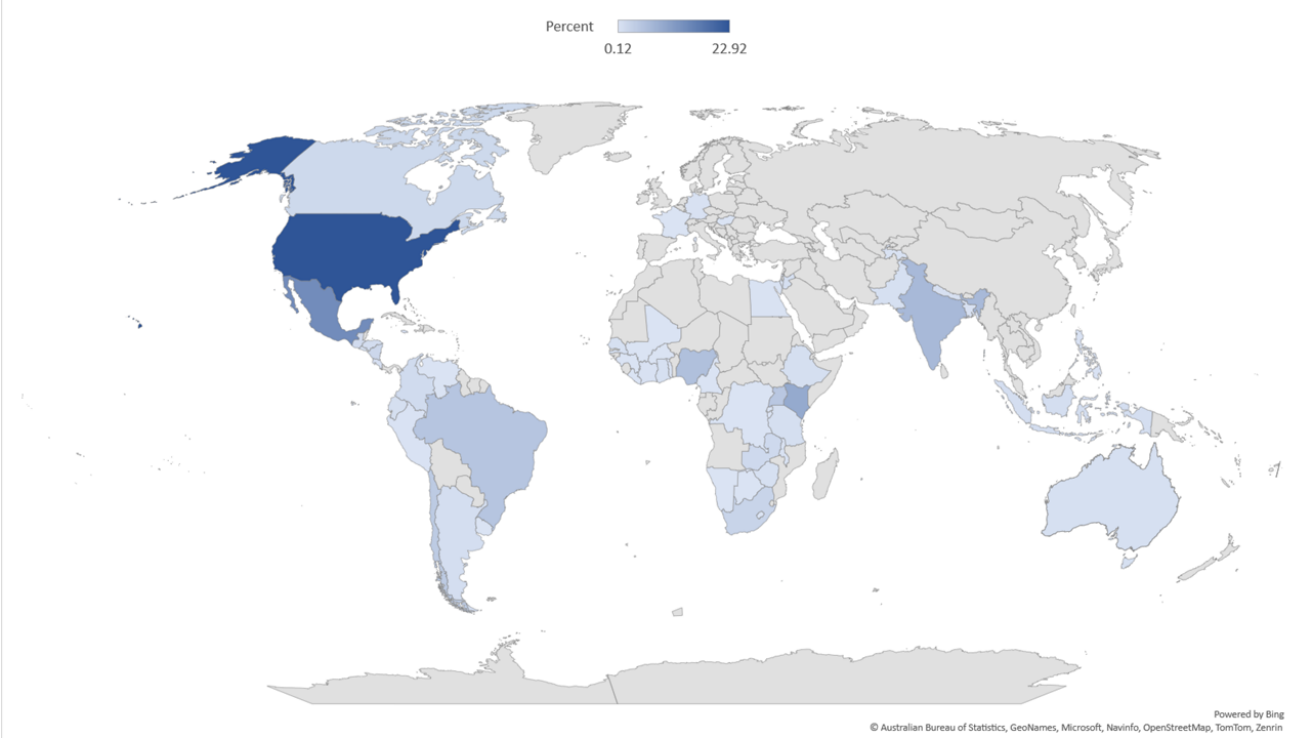 Percent
0.12 22.92
Powered by Bing
© Australian Bureau of Statistics, GeoNames, Microsoft, Navinfo, OpenStreetMap, TomTom, Zenrin